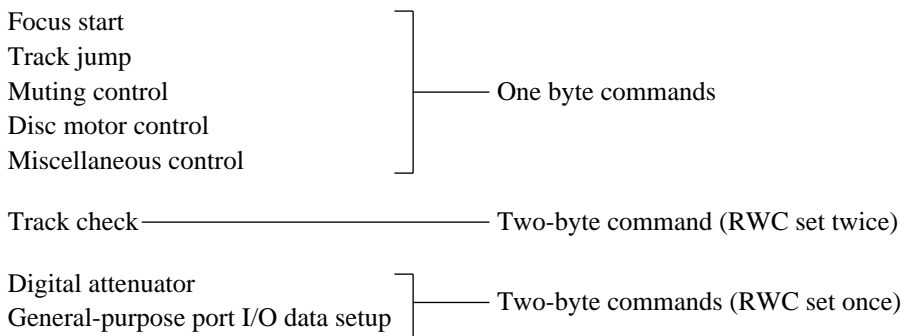 Focus start
Track jump
Muting control
One byte commands
Disc motor control
Miscellaneous control
Track check
Two-byte command (RWC set twice)
Digital attenuator
Two-byte commands (RWC set once)
General-purpose port I/O data setup